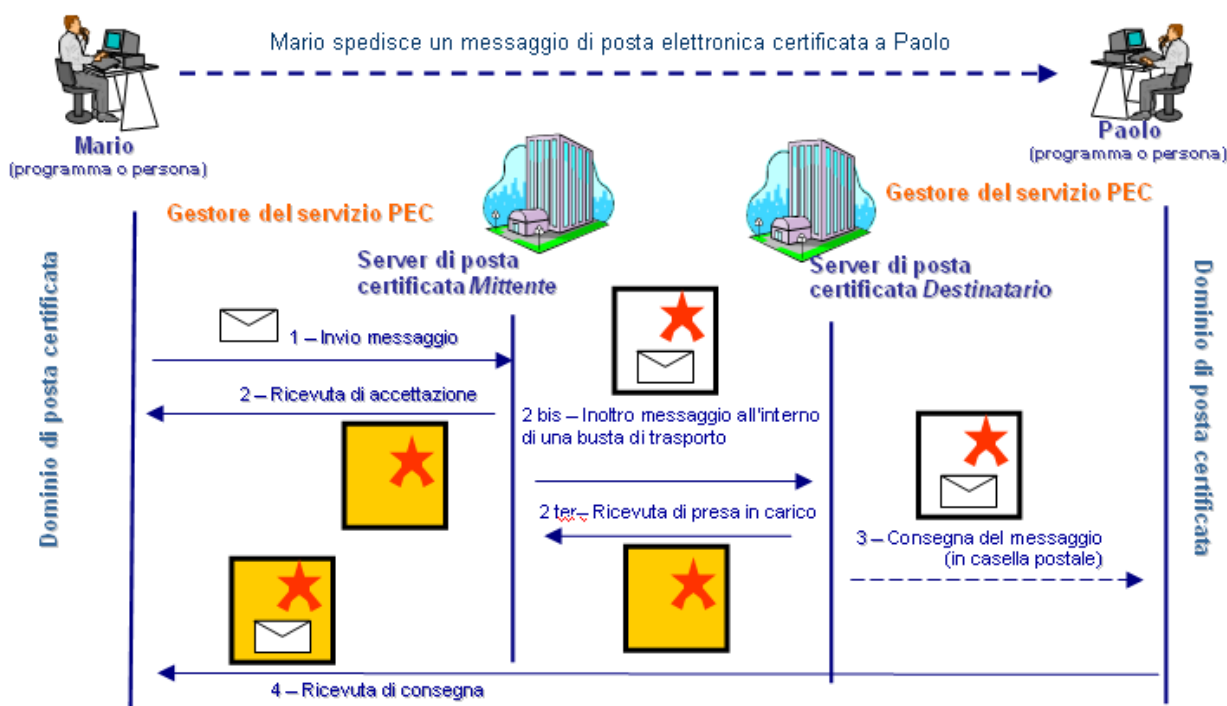 Mario spedisce un messaggio di posta elettronica certificata a Paolo
Mario
(programma o persona)
Paolo
(programma o persona)
Gestore del servizio PEC
Gestore del servizio PEC
Server di posta
certificata Mittente
Server di posta
certificata Destinatario
Dominio di posta certificata
Dominio di posta certificata
1 – Invio messaggio
2 – Ricevuta di accettazione
2 bis – Inoltro messaggio all'interno
di una busta di trasporto
2 ter – Ricevuta di presa in carico
3 – Consegna del messaggio
(in casella postale)
4 – Ricevuta di consegna